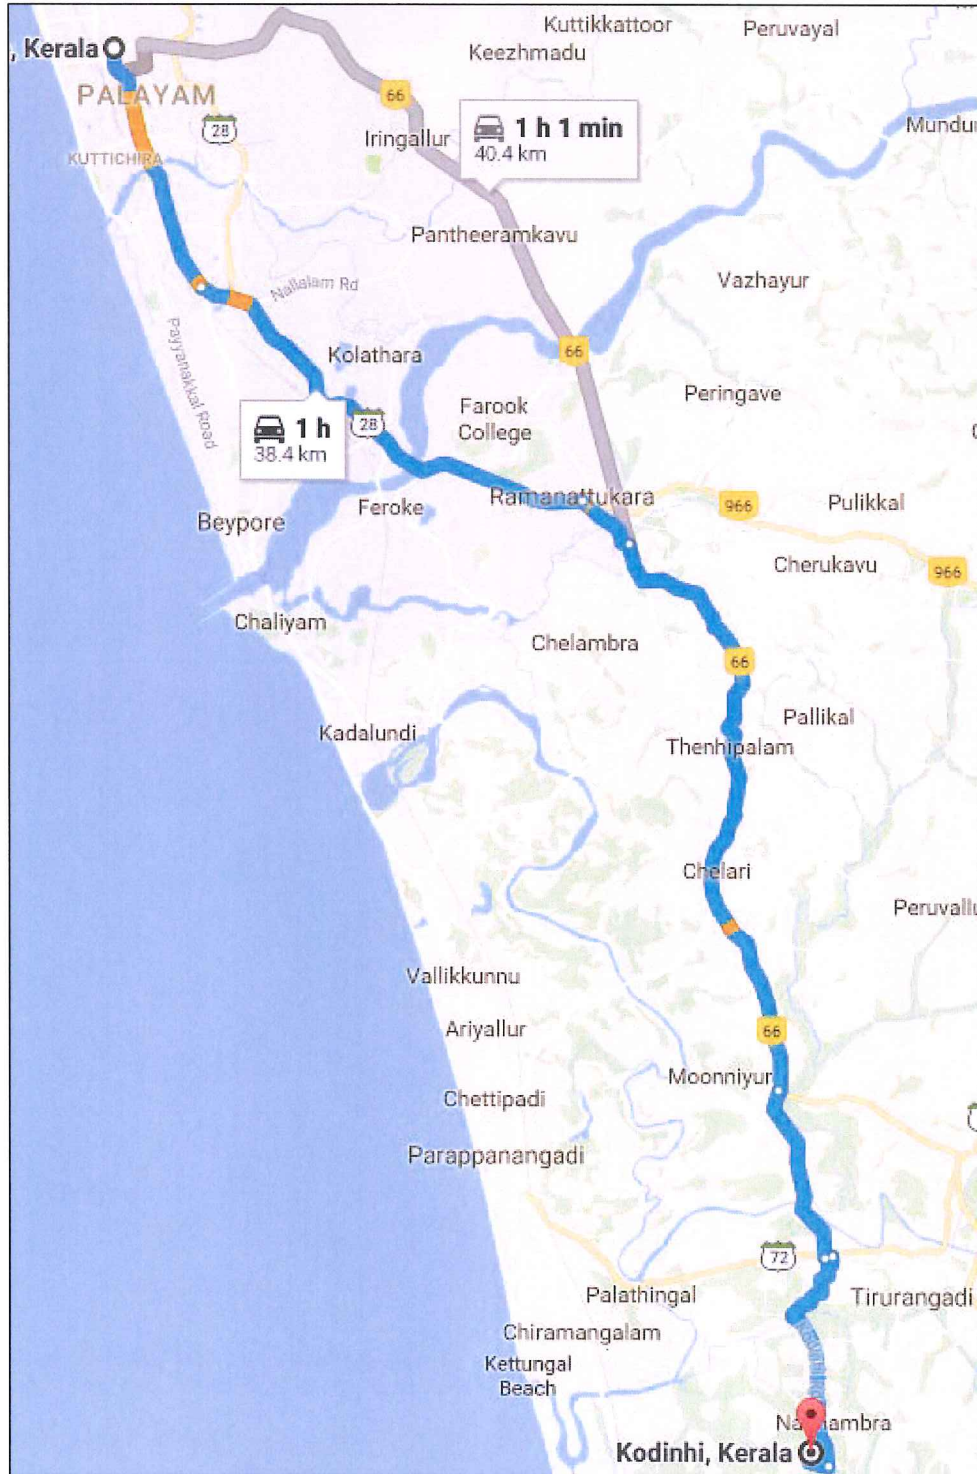 Kuttikkattoor
Peruvayal
, Kerala
Keezhmadu
PALAYAM
66
28
1 h 1 min
40.4 km
Iringallur
KUTTICHIRA
Pantheeramkavu
Nallalam Rd
Vazhayur
Payyanakkal Road
Kolathara
66
Peringave
Farook
College
1 h
38.4 km
28
Ramanattukara
966
Pulikkal
Feroke
Beypore
Cherukavu
966
Chaliyam
Chelambra
66
Pallikal
Kadalundi
Thenhipalam
Chelari
Vallikkunnu
Ariyallur
66
Moonniyur
Chettipadi
Parappanangadi
72
Palathingal
Tirurangadi
Chiramangalam
Kettungal
Beach
Kodinhi, Kerala